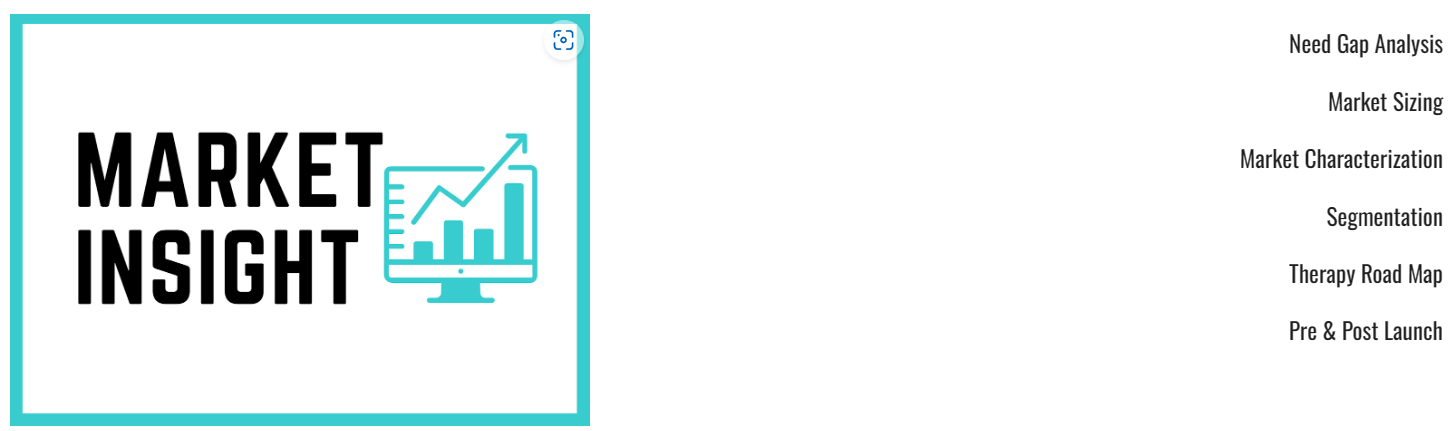 MARKET
INSIGHT
Need Gap Analysis
Market Sizing
Market Characterization
Segmentation
Therapy Road Map
Pre & Post Launch